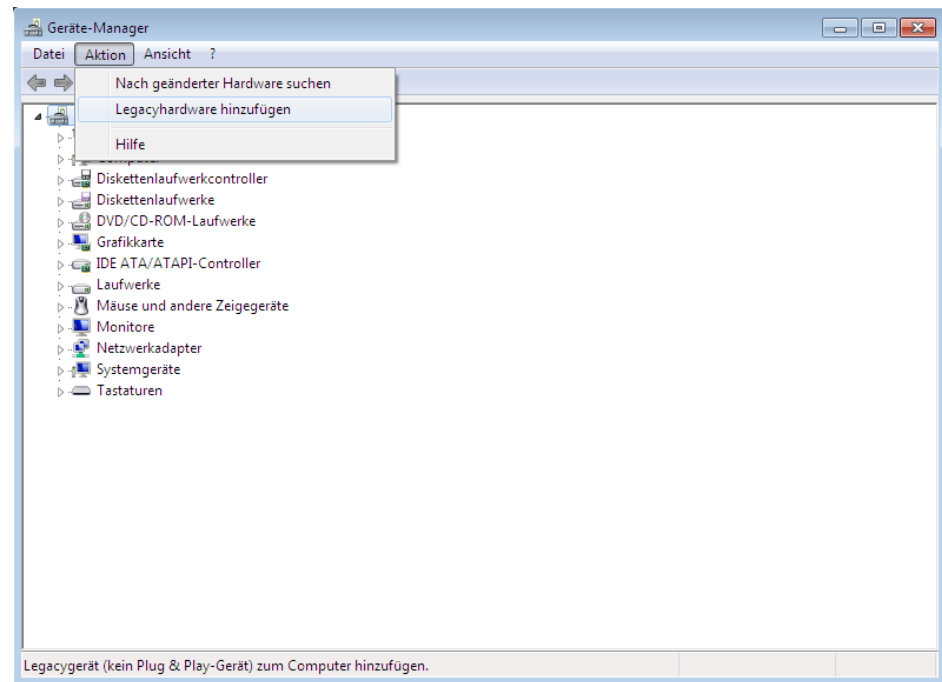 Geräte-Manager
Datei Aktion Ansicht ?
Nach geänderter Hardware suchen
Legacyhardware hinzufügen
Hilfe
Computer
Diskettenlaufwerkcontroller
Diskettenlaufwerke
DVD/CD-ROM-Laufwerke
Grafikkarte
IDE ATA/ATAPI-Controller
Laufwerke
Mäuse und andere Zeigegeräte
Monitore
Netzwerkadapter
Systemgeräte
Tastaturen
Legacygerät (kein Plug & Play-Gerät) zum Computer hinzufügen.